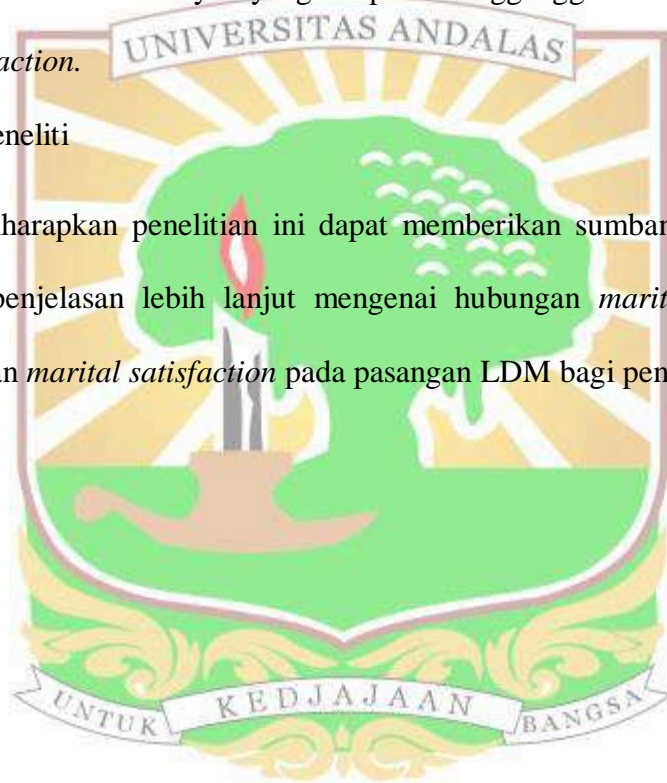 UNIVERSITAS ANDALAS
action.
eneliti
harapkan penelitian ini dapat memberikan sumban
penjelasan lebih lanjut mengenai hubungan marit
an marital satisfaction pada pasangan LDM bagi pen
UNTUK KEDJAJAAN BANGSA